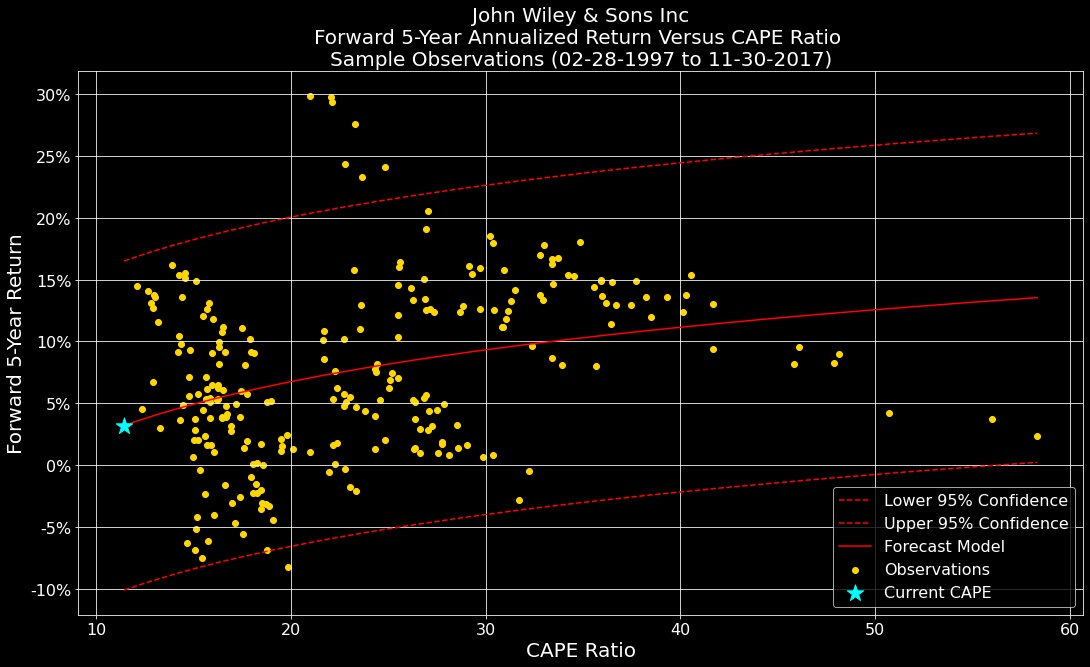 John Wiley & Sons Inc
Forward 5-Year Annualized Return Versus CAPE Ratio
Sample Observations (02-28-1997 to 11-30-2017)
Forward 5-Year Return
30%
25%
20%
15%
10%
5%
0%
-5%
-10%
Lower 95% Confidence
Upper 95% Confidence
Forecast Model
Observations
Current CAPE
10 20 30 40 50 60
CAPE Ratio